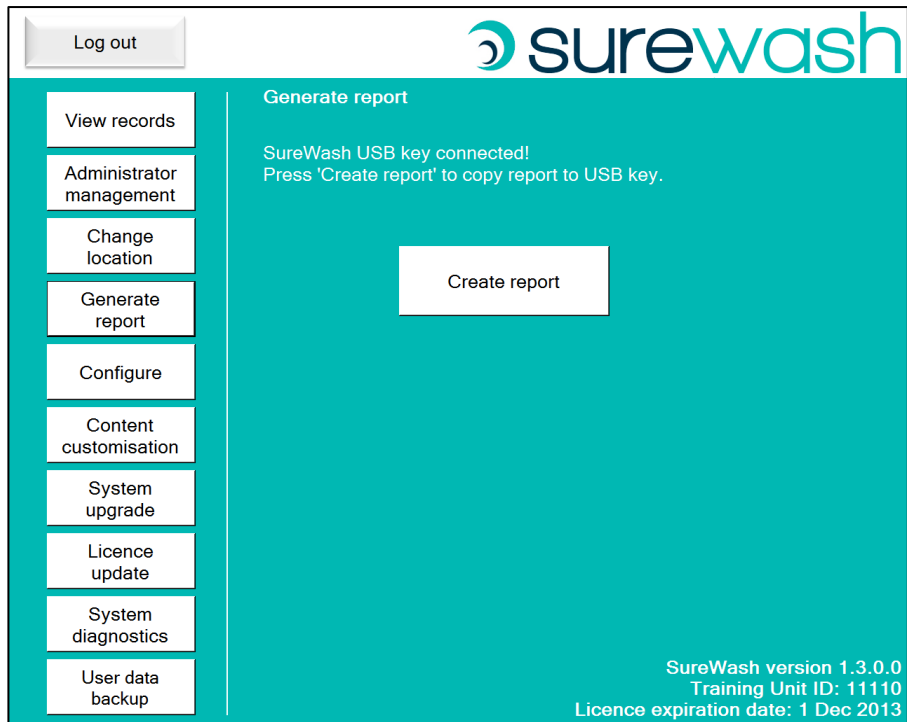 Log out
surewash
View records
Administrator
management
Change
location
Generate
report
Configure
Content
customisation
System
upgrade
Licence
update
System
diagnostics
User data
backup
Generate report
SureWash USB key connected!
Press 'Create report' to copy report to USB key.
Create report
SureWash version 1.3.0.0
Training Unit ID: 11110
Licence expiration date: 1 Dec 2013